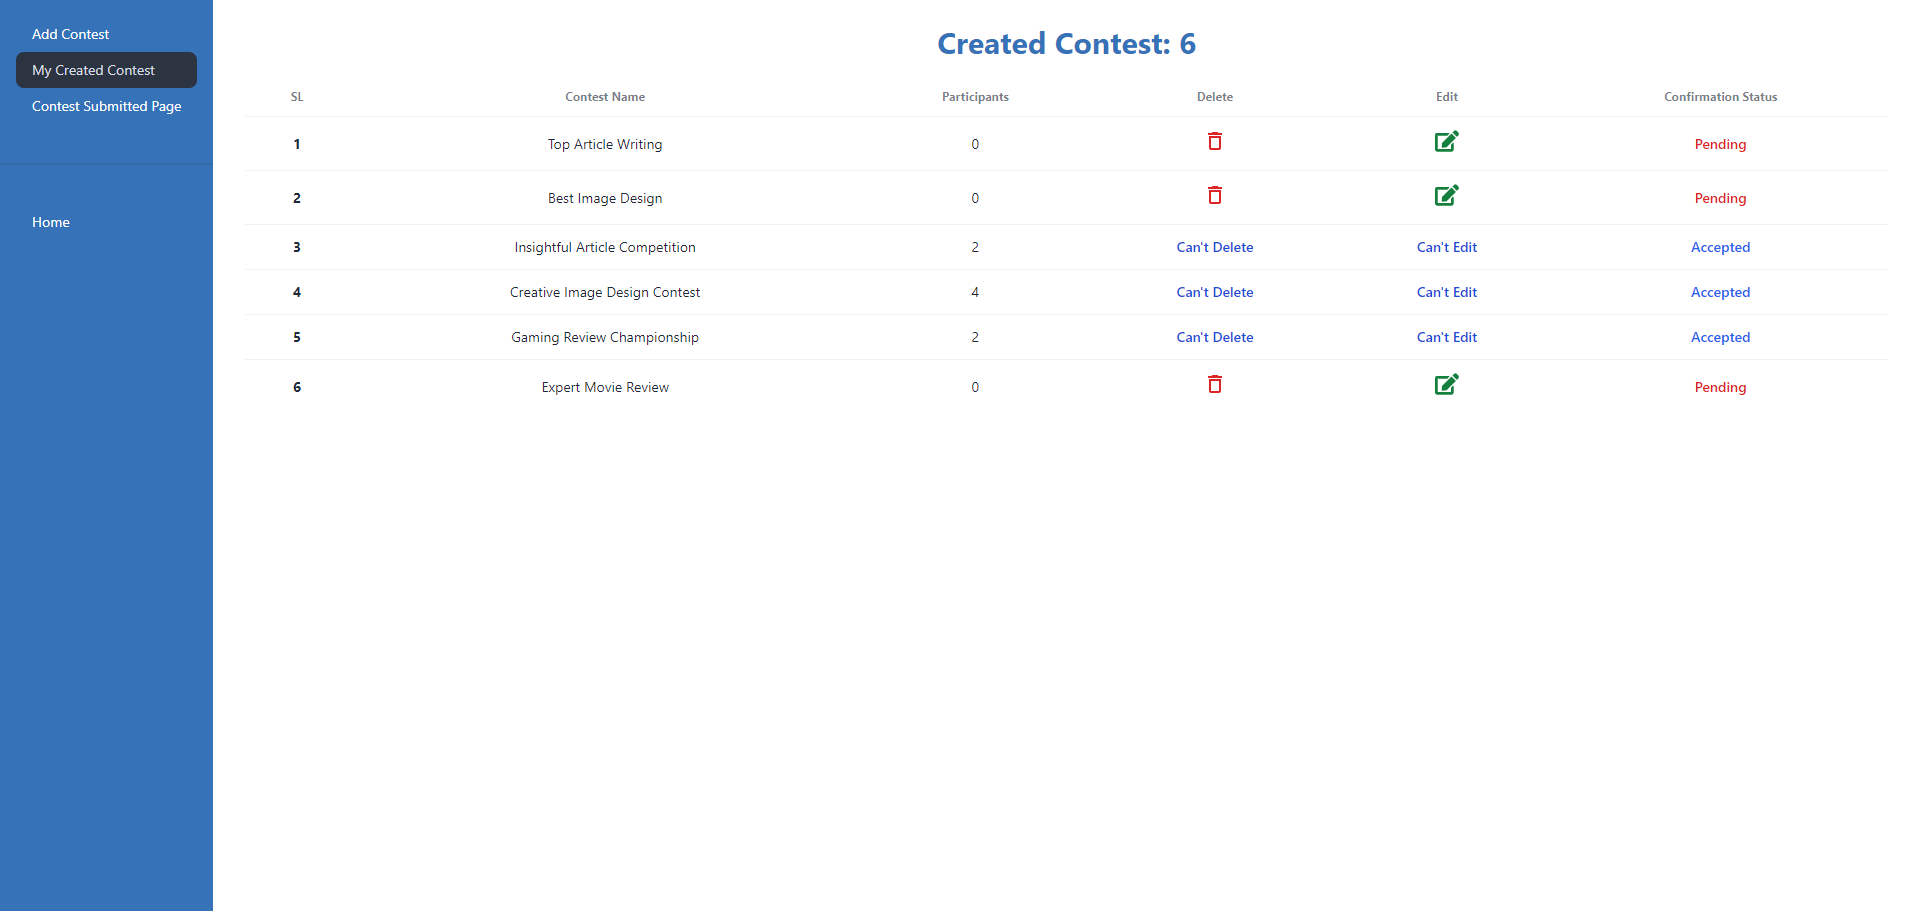 Add Contest
My Created Contest
Contest Submitted Page
Home
Created Contest: 6
SL Contest Name Participants Delete Edit Confirmation Status
1 Top Article Writing 0 Pending
2 Best Image Design 0 Pending
3 Insightful Article Competition 2 Can't Delete Can't Edit Accepted
4 Creative Image Design Contest 4 Can't Delete Can't Edit Accepted
5 Gaming Review Championship 2 Can't Delete Can't Edit Accepted
6 Expert Movie Review 0 Pending